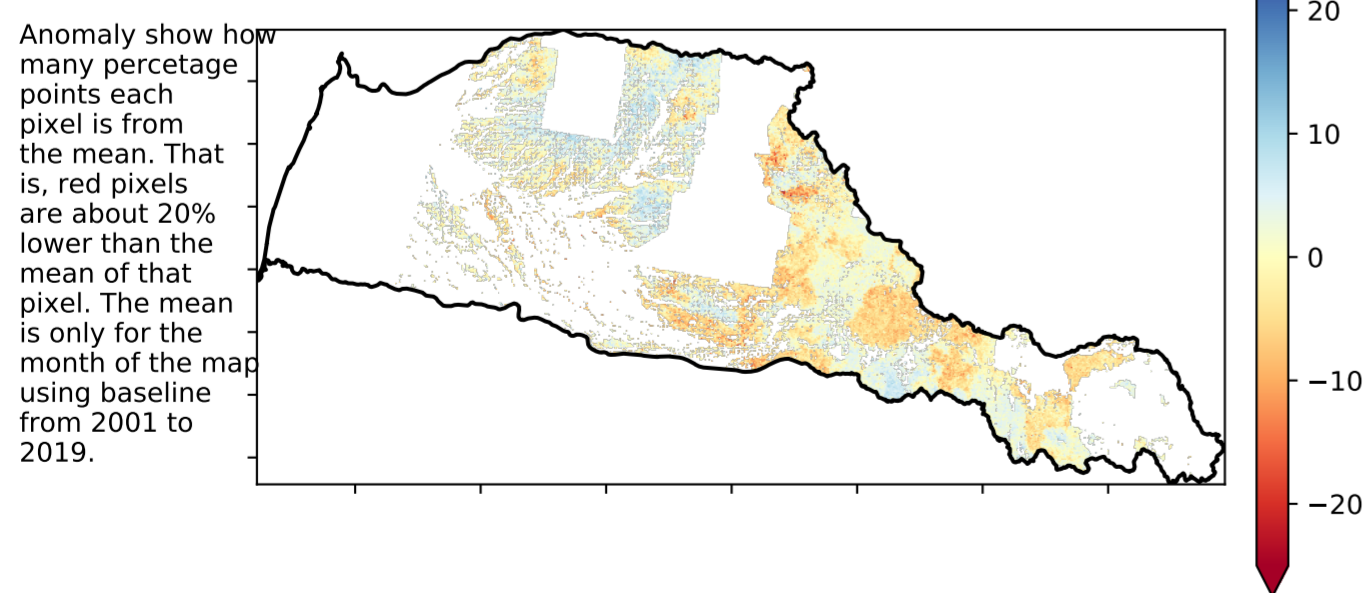 Anomaly show how
many percetage
points each
pixel is from
the mean. That
is, red pixels
are about 20%
lower than the
mean of that
pixel. The mean
is only for the
month of the map
using baseline
from 2001 to
2019.
20
10
0
−10
−20